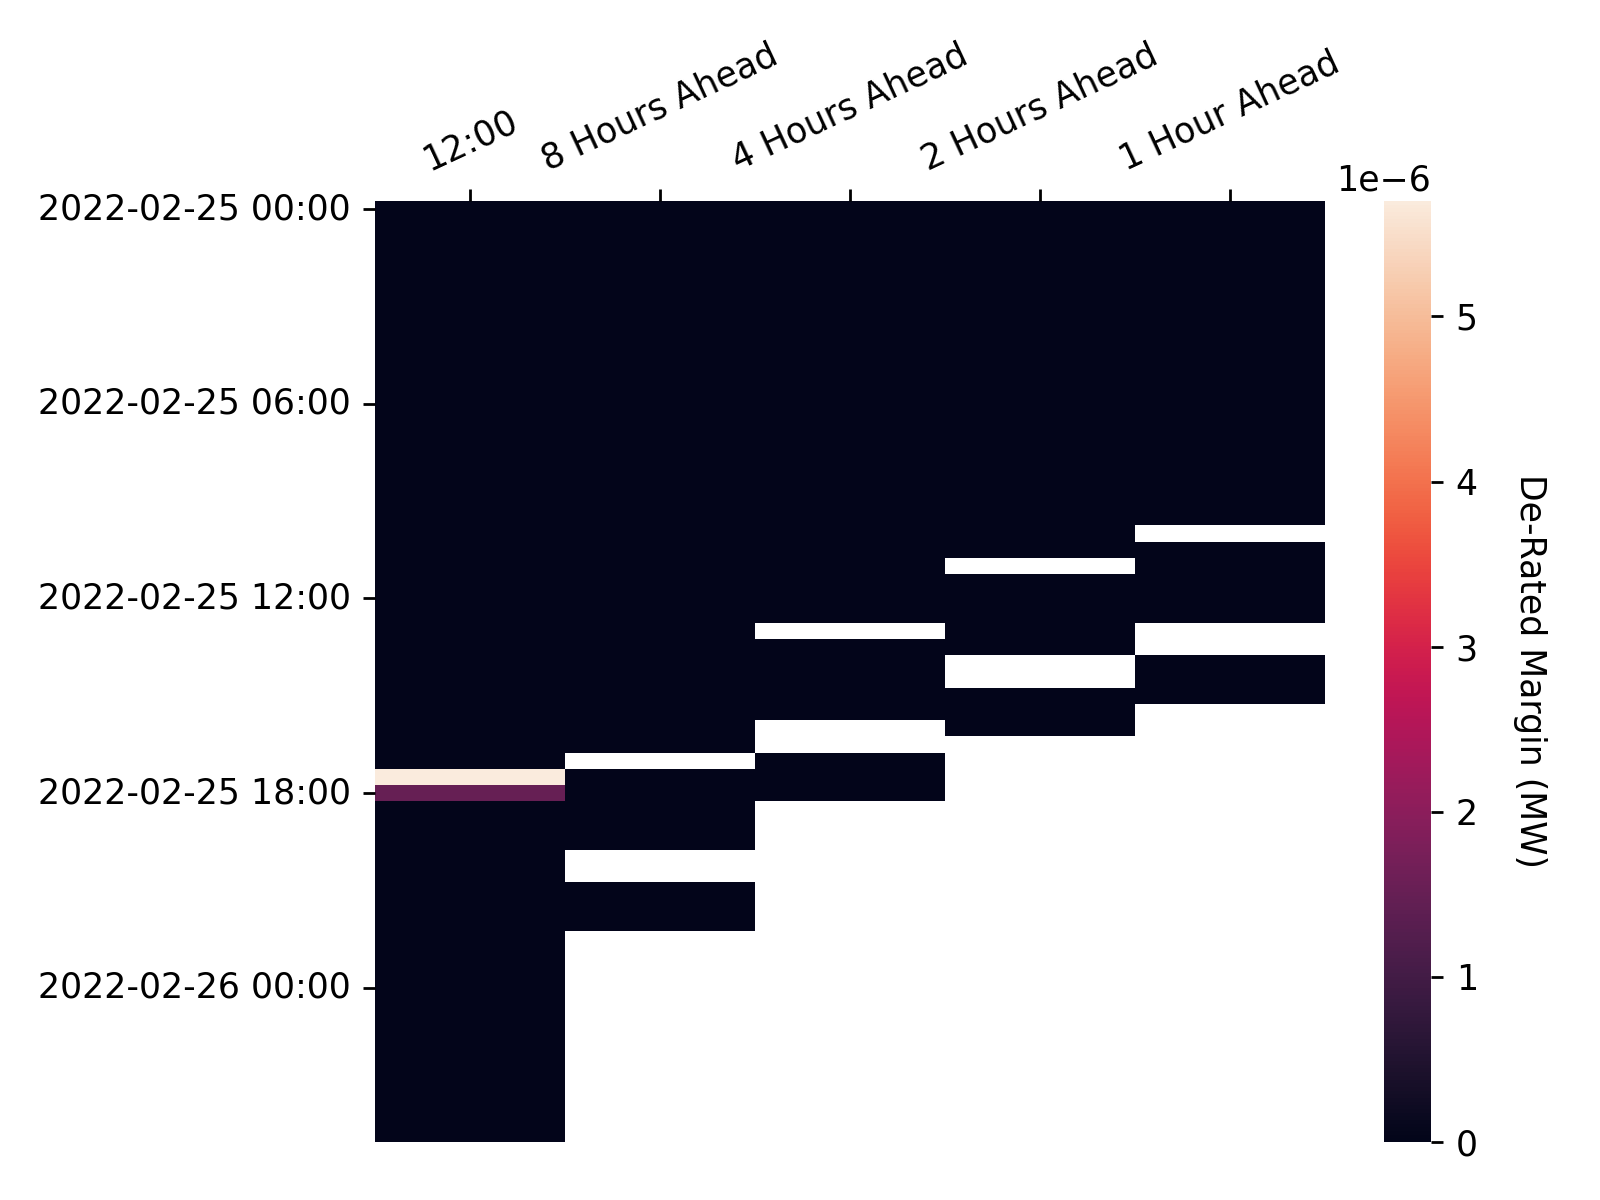 12:00
8 Hours Ahead
4 Hours Ahead
2 Hours Ahead
1 Hour Ahead
1e−6
2022-02-25 00:00
2022-02-25 06:00
2022-02-25 12:00
2022-02-25 18:00
2022-02-26 00:00
5
4
3
2
1
0
De-Rated Margin (MW)